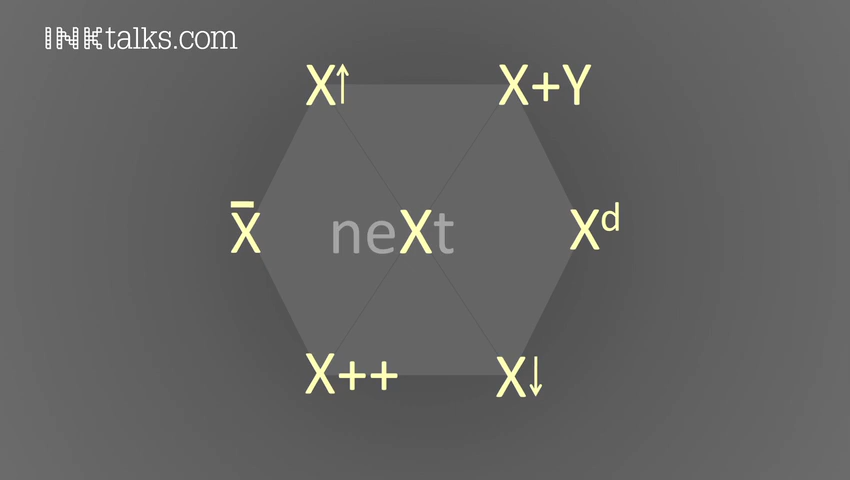 INKtalks.com
X↑
X+Y
X̄
neXt
Xᵈ
X++
X↓